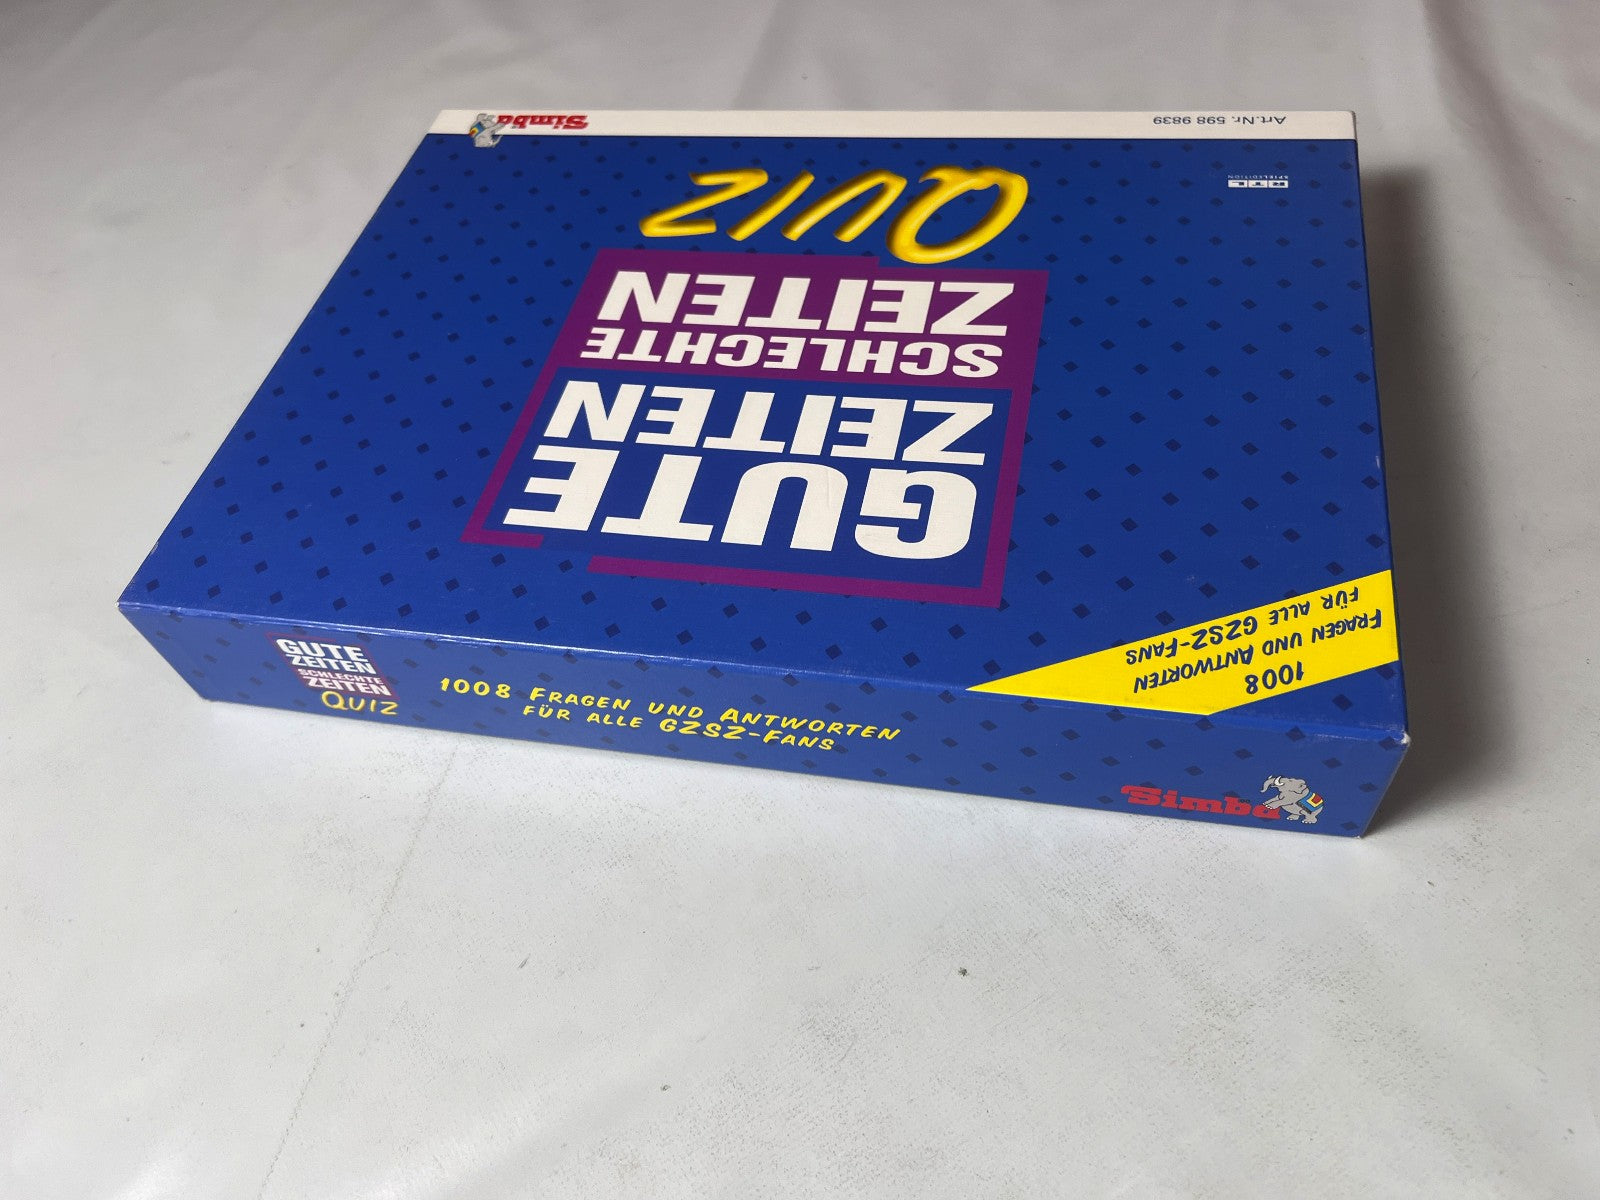 1008 FRAGEN UND ANTWORTEN
FÜR ALLE GZSZ-FANS
GUTE
ZEITEN
SCHLECHTE
ZEITEN
QUIZ
RTL
SPIELEDITION
Simba
Art.Nr. 598 9839
GUTE
ZEITEN
SCHLECHTE
ZEITEN
QUIZ
1008 FRAGEN UND ANTWORTEN
FÜR ALLE GZSZ-FANS
Simba